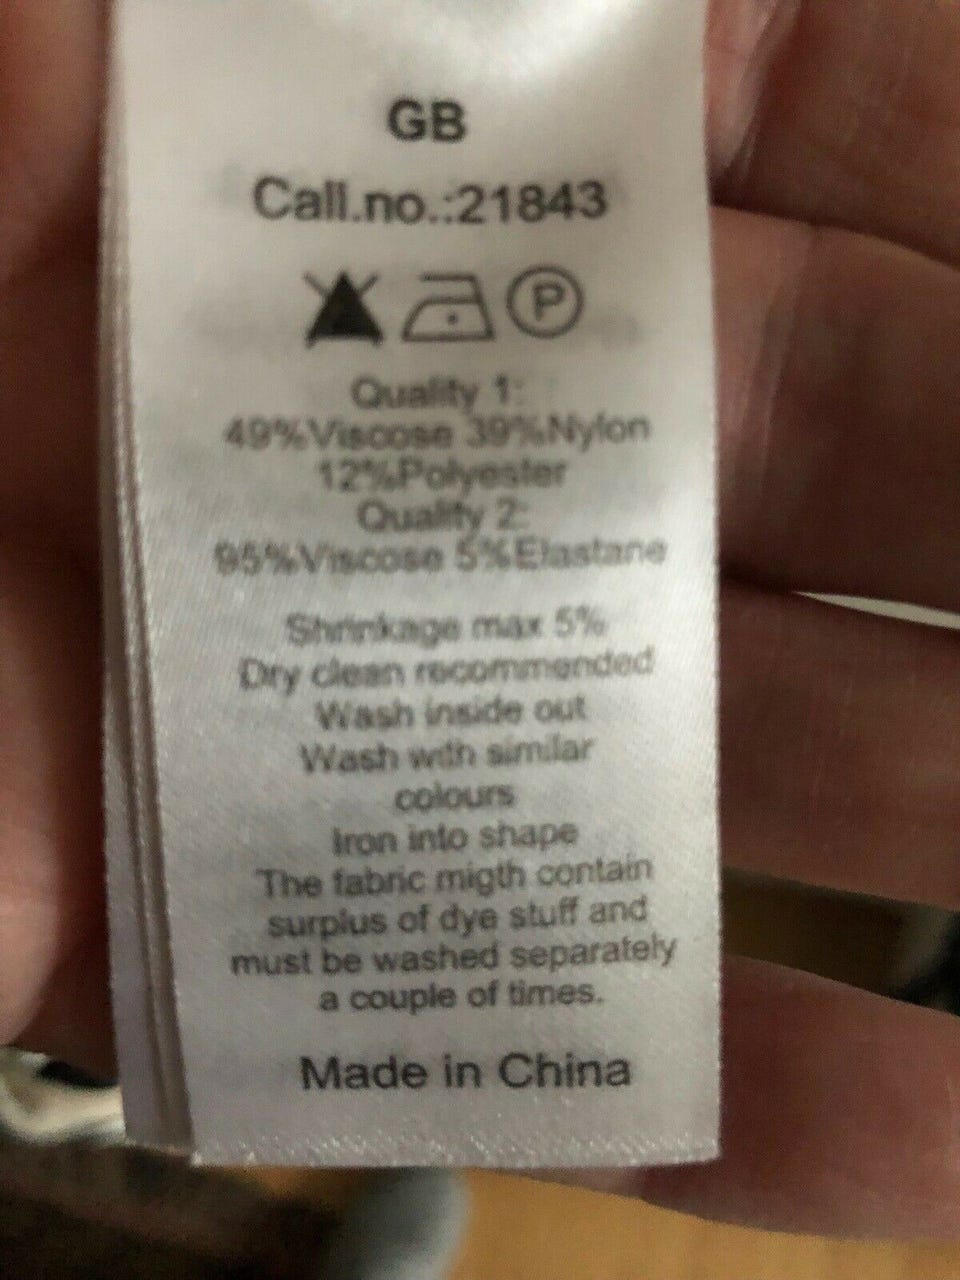 GB
Call.no.:21843
P
Quality 1:
49%Viscose 39%Nylon
12%Polyester
Quality 2:
95%Viscose 5%Elastane
Shrinkage max 5%
Dry clean recommended
Wash inside out
Wash with similar
colours
Iron into shape
The fabric migth contain
surplus of dye stuff and
must be washed separately
a couple of times.
Made in China